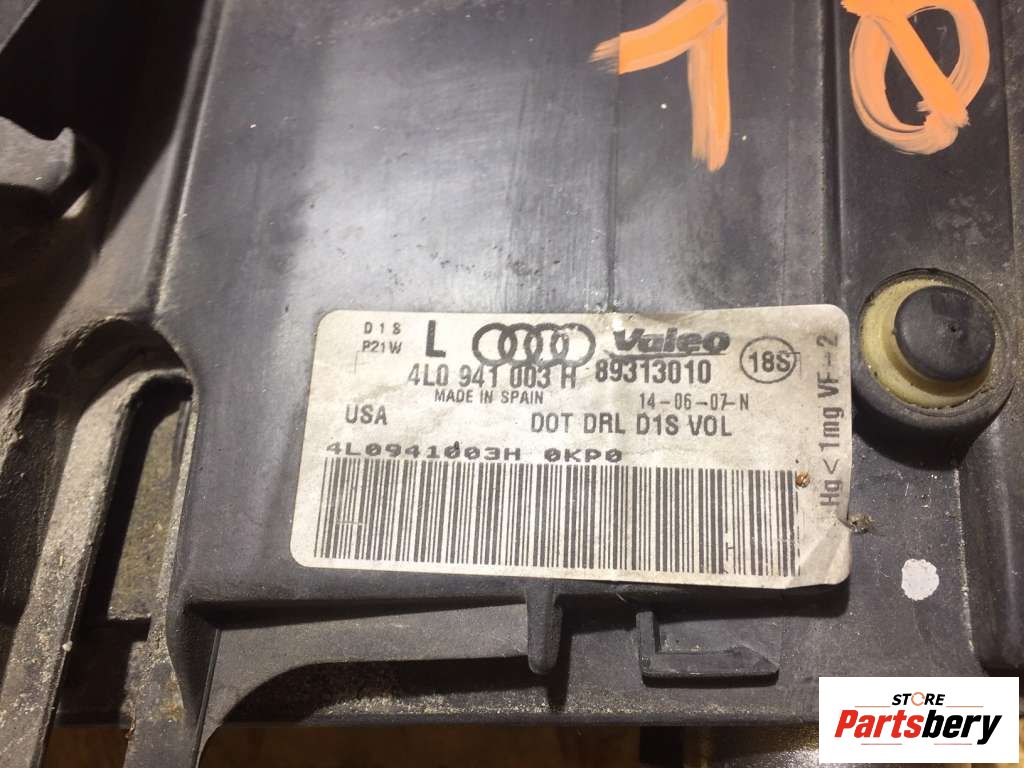 10
D1S
P21W
L
Valeo
4L0 941 003 H 89313010
18S
MADE IN SPAIN 14-06-07-N
USA DOT DRL D1S VOL
4L0941003H 0KP0
Hg < 1mg VF-2
STORE
Partsbery